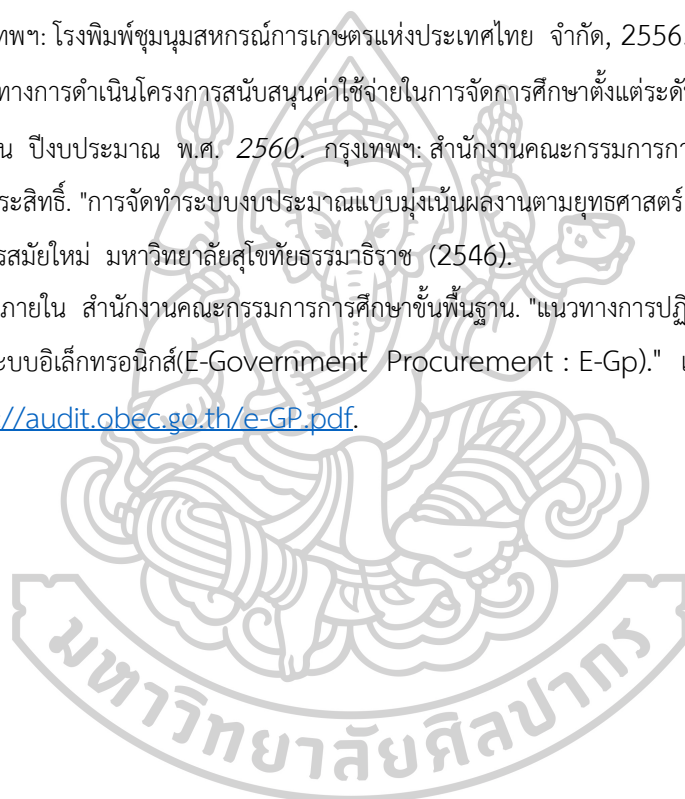 ทพฯ: โรงพิมพ์ชุมนุมสหกรณ์การเกษตรแห่งประเทศไทย จำกัด, 2556.
ทางการดำเนินโครงการสนับสนุนค่าใช้จ่ายในการจัดการศึกษาตั้งแต่ระดั
น ปีงบประมาณ พ.ศ. 2560. กรุงเทพฯ: สำนักงานคณะกรรมการกา
ระสิทธิ์. "การจัดทำระบบงบประมาณแบบมุ่งเน้นผลงานตามยุทธศาสตร์
รสมัยใหม่ มหาวิทยาลัยสุโขทัยธรรมาธิราช (2546).
ภายใน สำนักงานคณะกรรมการการศึกษาขั้นพื้นฐาน. "แนวทางการปฏิ
ะบบอิเล็กทรอนิกส์(E-Government Procurement : E-Gp)." เ
://audit.obec.go.th/e-GP.pdf.
มหาวิทยาลัยศิลปากร